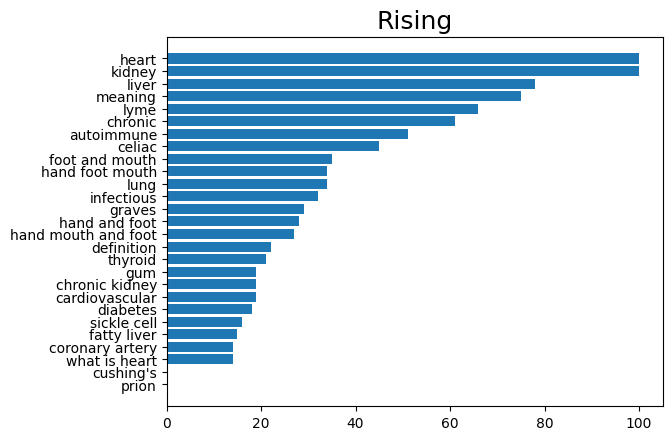 Rising
heart
kidney
liver
meaning
lyme
chronic
autoimmune
celiac
foot and mouth
hand foot mouth
lung
infectious
graves
hand and foot
hand mouth and foot
definition
thyroid
gum
chronic kidney
cardiovascular
diabetes
sickle cell
fatty liver
coronary artery
what is heart
cushing's
prion
0 20 40 60 80 100